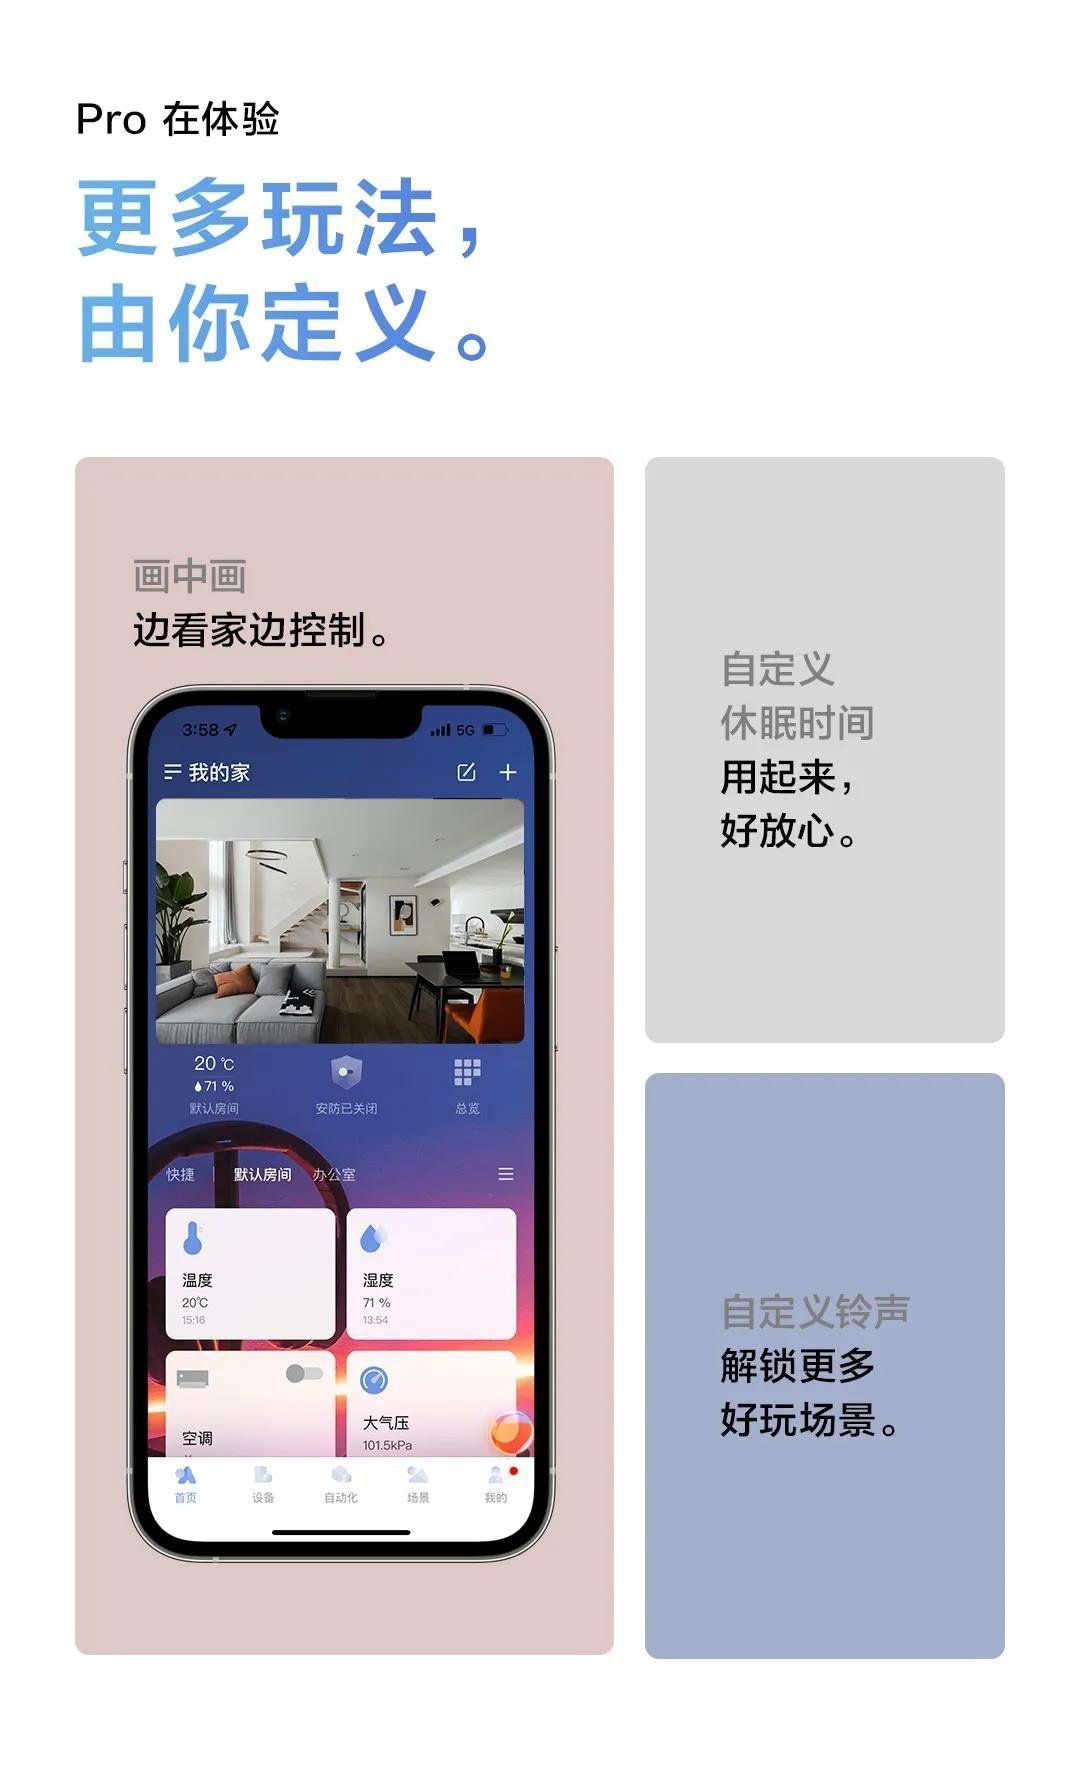 Pro 在体验
更多玩法，
由你定义。
画中画
边看家边控制。
3:58
5G
我的家
20 ℃
71 %
默认房间
安防已关闭
总览
快捷
默认房间
办公室
温度
20℃
15:16
湿度
71 %
13:54
空调
大气压
101.5kPa
首页
设备
自动化
场景
我的
自定义
休眠时间
用起来，
好放心。
自定义铃声
解锁更多
好玩场景。